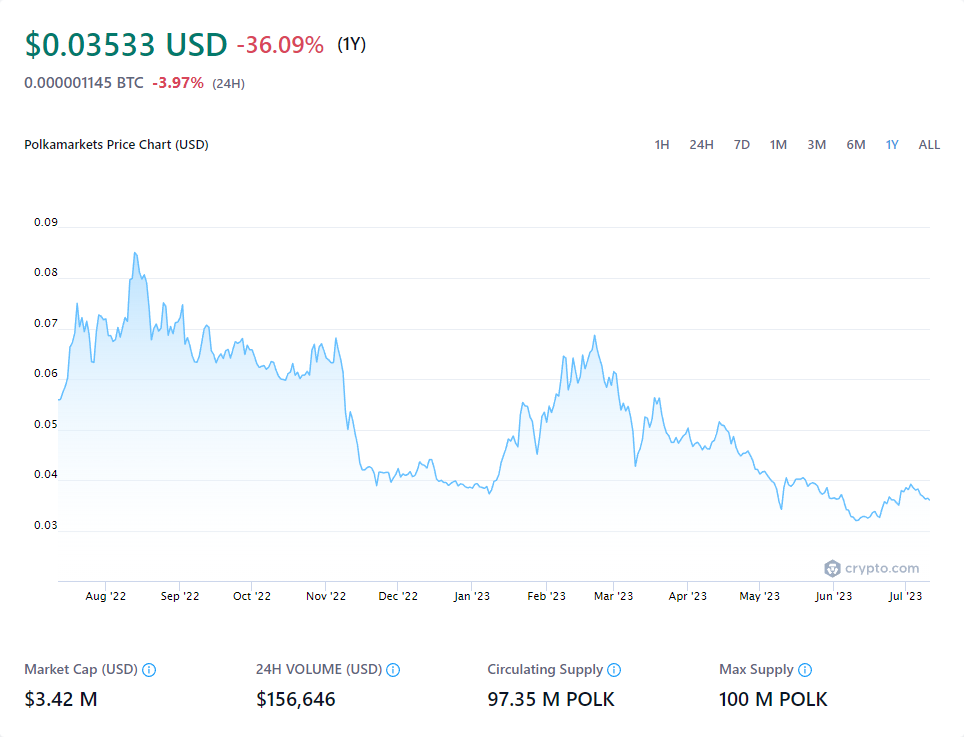 $0.03533 USD -36.09% (1Y)
0.000001145 BTC -3.97% (24H)
Polkamarkets Price Chart (USD) 1H 24H 7D 1M 3M 6M 1Y ALL
0.09
0.08
0.07
0.06
0.05
0.04
0.03
crypto.com
Aug '22 Sep '22 Oct '22 Nov '22 Dec '22 Jan '23 Feb '23 Mar '23 Apr '23 May '23 Jun '23 Jul '23
Market Cap (USD) 24H VOLUME (USD) Circulating Supply Max Supply
$3.42 M $156,646 97.35 M POLK 100 M POLK